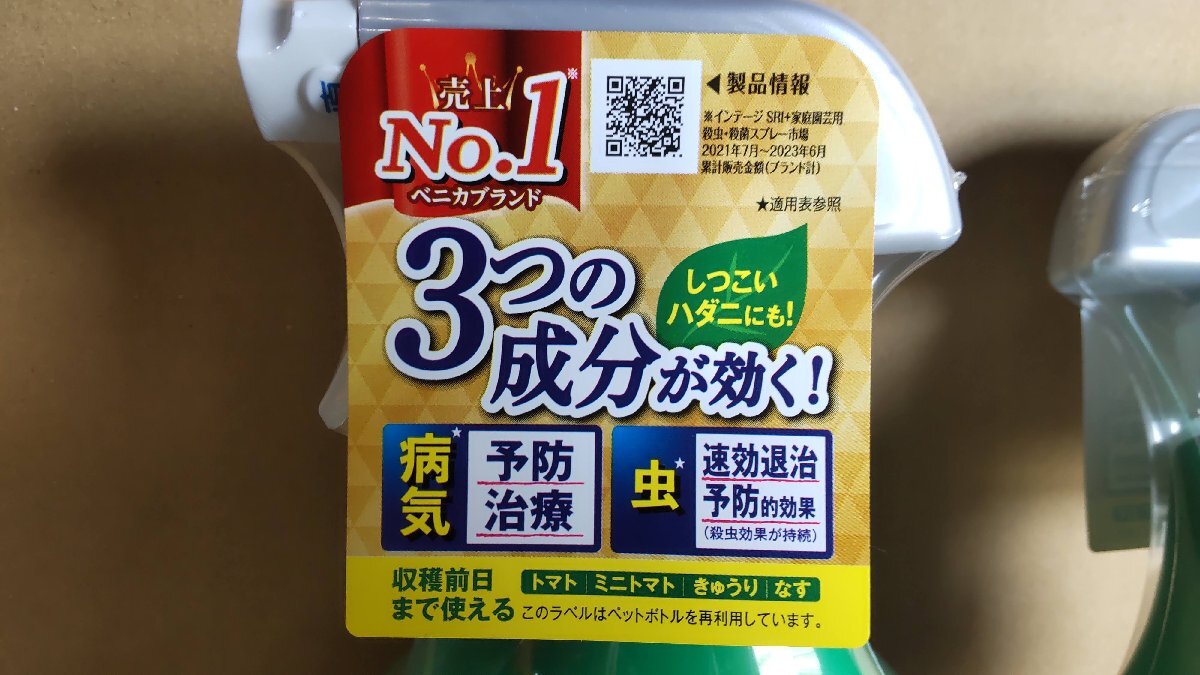 売上
No.1※
ベニカブランド
◀製品情報
※インテージ SRI+家庭園芸用
殺虫・殺菌スプレー市場
2021年7月～2023年6月
累計販売金額(ブランド計)
★適用表参照
3つの
成分が効く!
しつこい
ハダニにも!
病気★
予防
治療
虫★
速効退治
予防的効果
(殺虫効果が持続)
収穫前日
まで使える
トマト|ミニトマト|きゅうり|なす
このラベルはペットボトルを再利用しています。